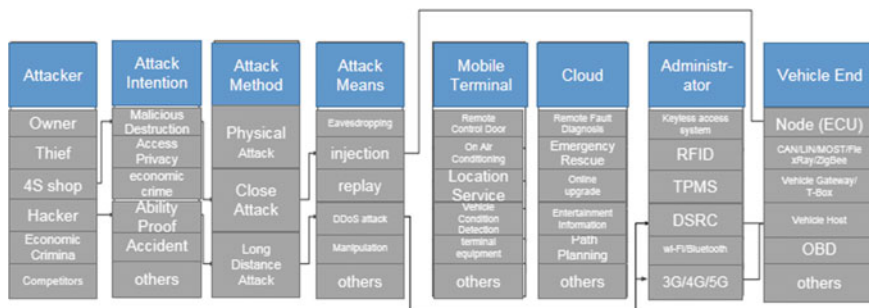 Attacker
Owner
Thief
4S shop
Hacker
Economic
Crimina
Competitors
Attack
Intention
Malicious
Destruction
Access
Privacy
economic
crime
Ability
Proof
Accident
others
Attack
Method
Physical
Attack
Close
Attack
Long
Distance
Attack
Attack
Means
Eavesdropping
injection
replay
DDoS attack
Manipulation
others
Mobile
Terminal
Remote
Control Door
On Air
Conditioning
Location
Service
Vehicle
Condition
Detection
terminal
equipment
others
Cloud
Remote Fault
Diagnosis
Emergency
Rescue
Online
upgrade
Entertainment
Information
Path
Planning
others
Administr-
ator
Keyless access
system
RFID
TPMS
DSRC
wi-Fi/Bluetooth
3G/4G/5G
Vehicle End
Node (ECU)
CAN/LIN/MOST/Fle
xRay/ZigBee
Vehicle Gateway/
T-Box
Vehicle Host
OBD
others